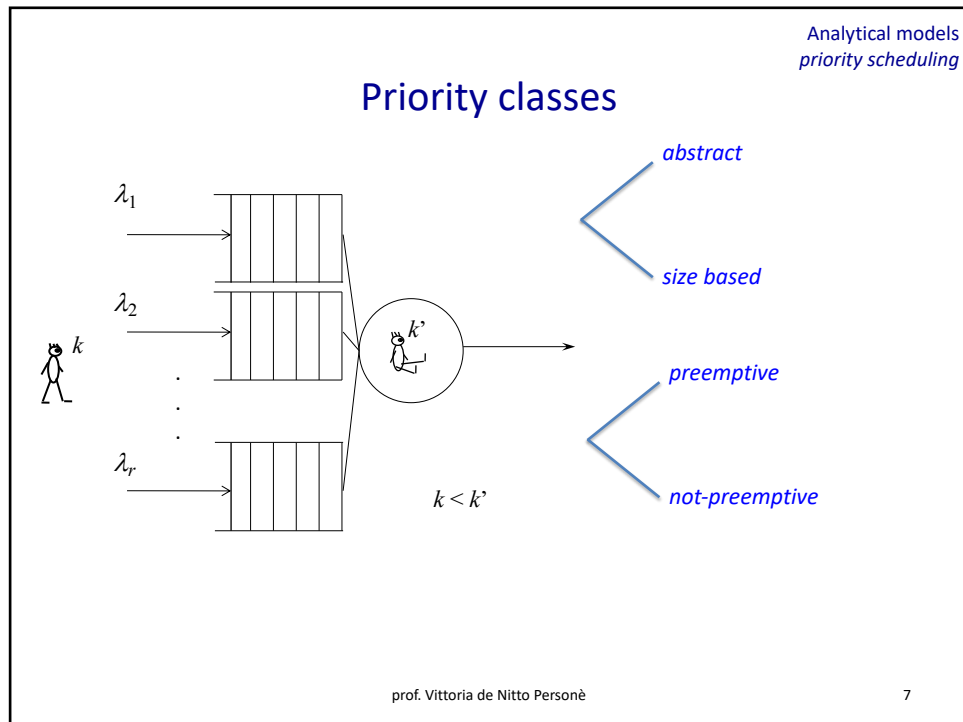 Analytical models
priority scheduling
Priority classes
abstract
λ1
size based
λ2
k
k’
.
.
.
preemptive
λr
k < k’
not-preemptive
prof. Vittoria de Nitto Personè
7